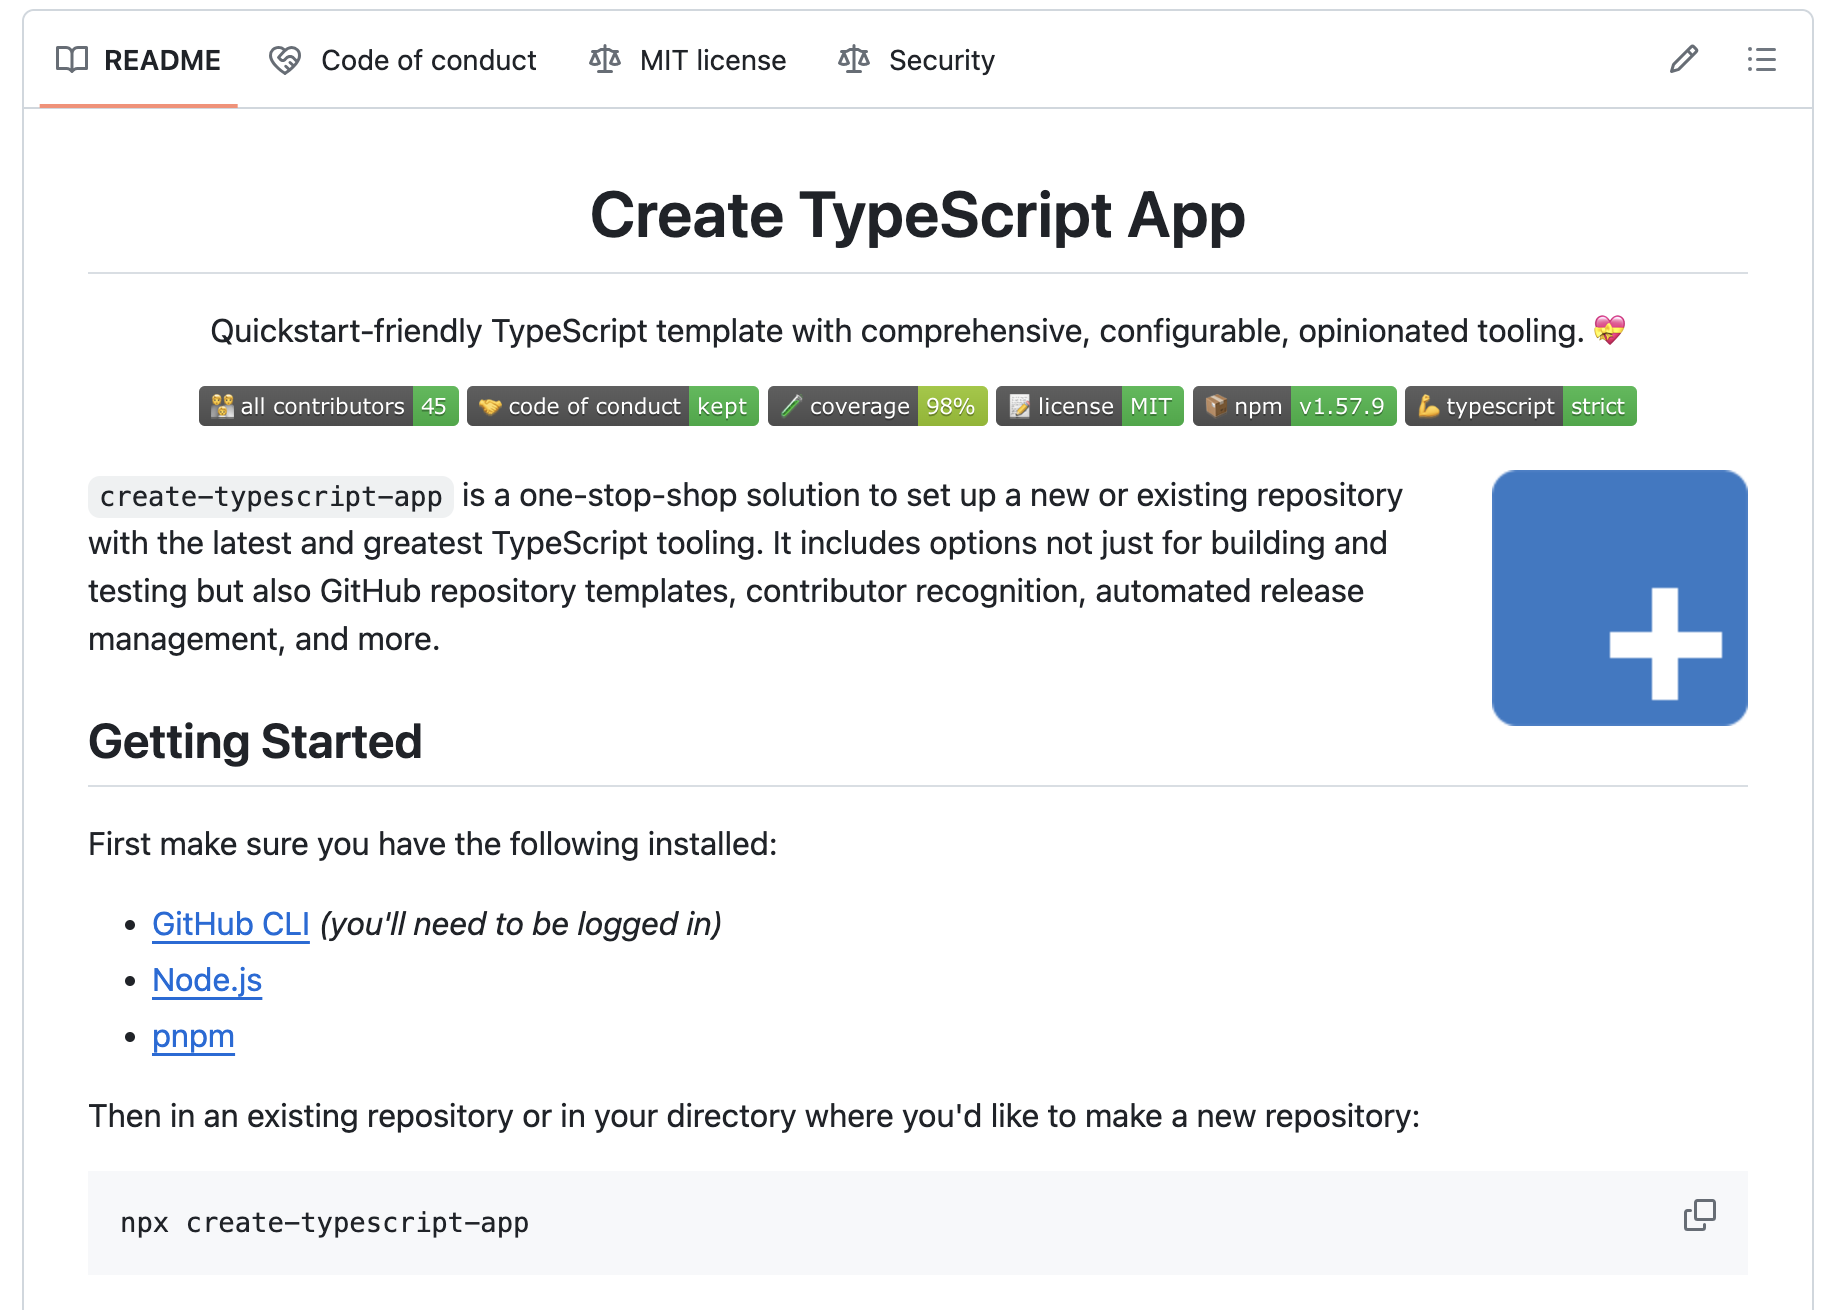 README
Code of conduct
MIT license
Security
Create TypeScript App
Quickstart-friendly TypeScript template with comprehensive, configurable, opinionated tooling. 💝
👪 all contributors 45
🤝 code of conduct kept
🧪 coverage 98%
📝 license MIT
📦 npm v1.57.9
💪 typescript strict
create-typescript-app is a one-stop-shop solution to set up a new or existing repository
with the latest and greatest TypeScript tooling. It includes options not just for building and
testing but also GitHub repository templates, contributor recognition, automated release
management, and more.
Getting Started
First make sure you have the following installed:
• GitHub CLI (you'll need to be logged in)
• Node.js
• pnpm
Then in an existing repository or in your directory where you'd like to make a new repository:
npx create-typescript-app